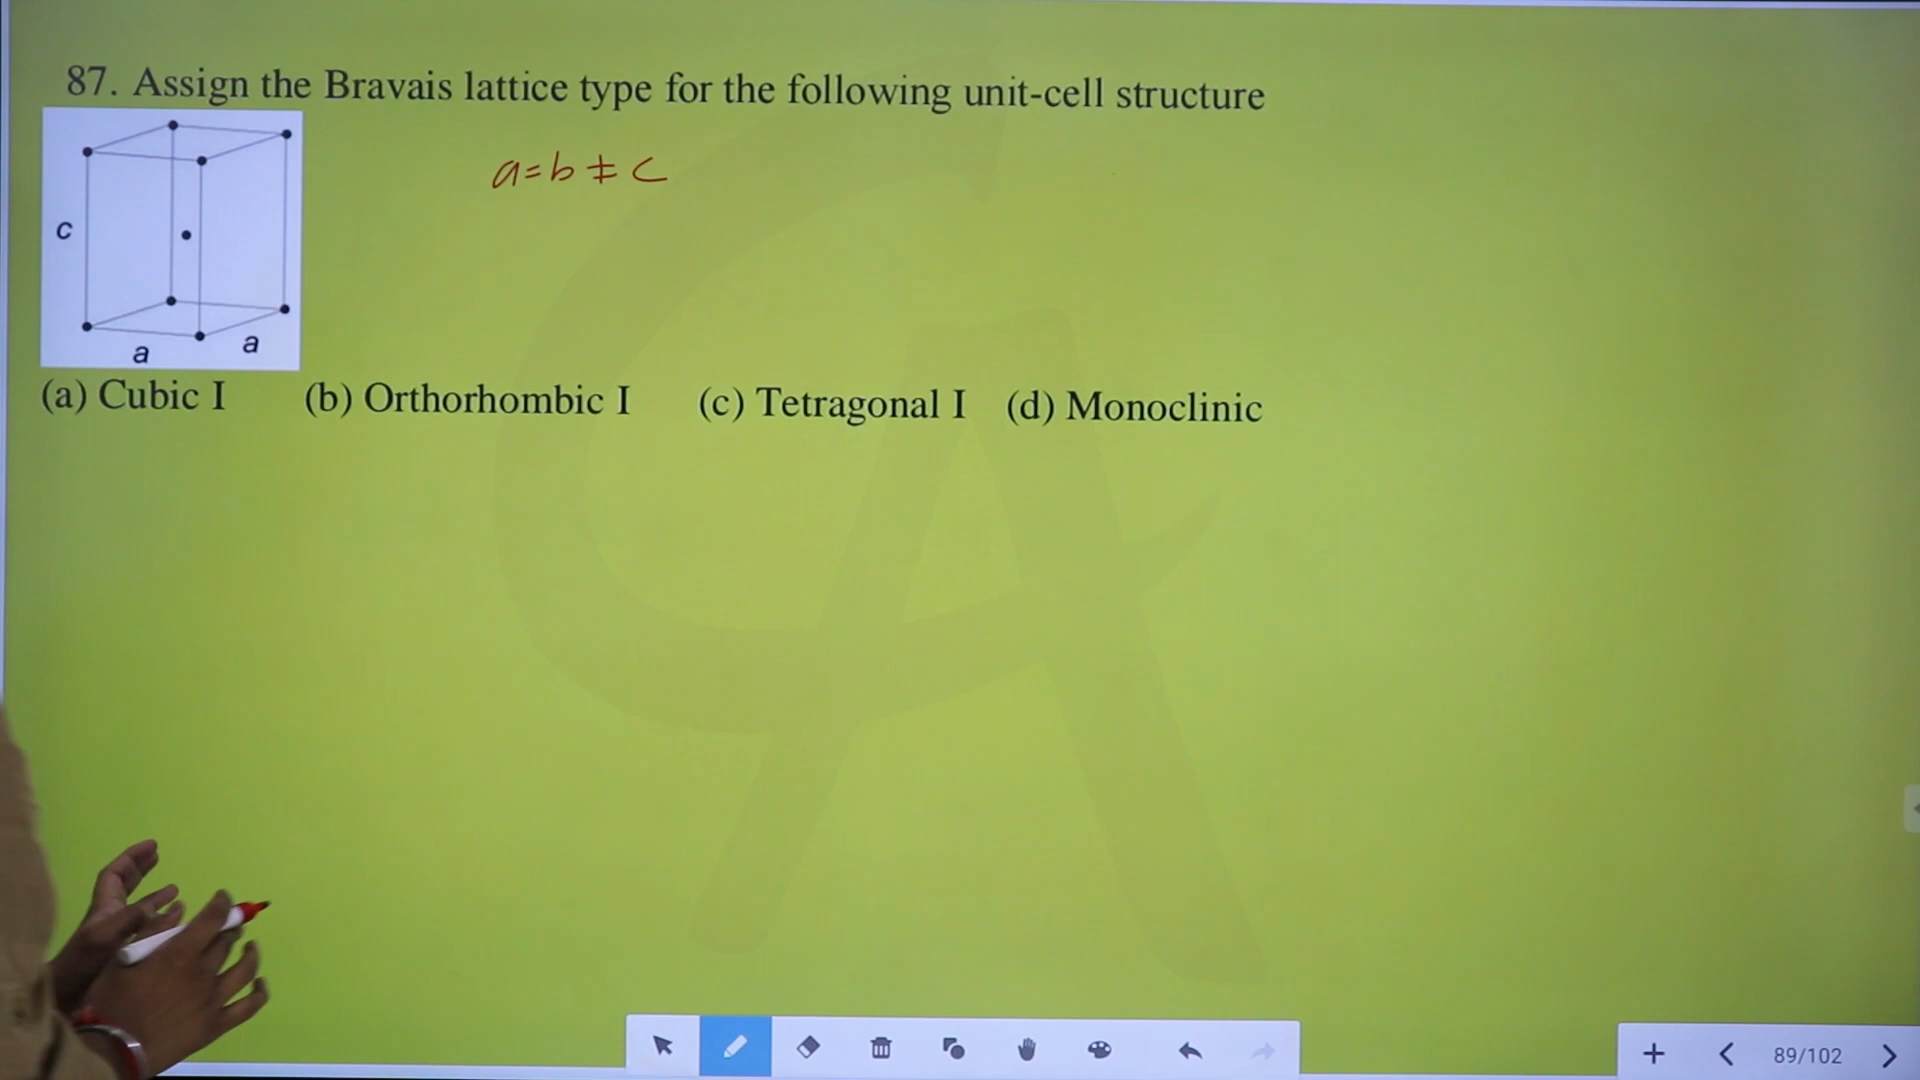 87. Assign the Bravais lattice type for the following unit-cell structure
a=b ≠ c
c
a
a
(a) Cubic I (b) Orthorhombic I (c) Tetragonal I (d) Monoclinic
89/102